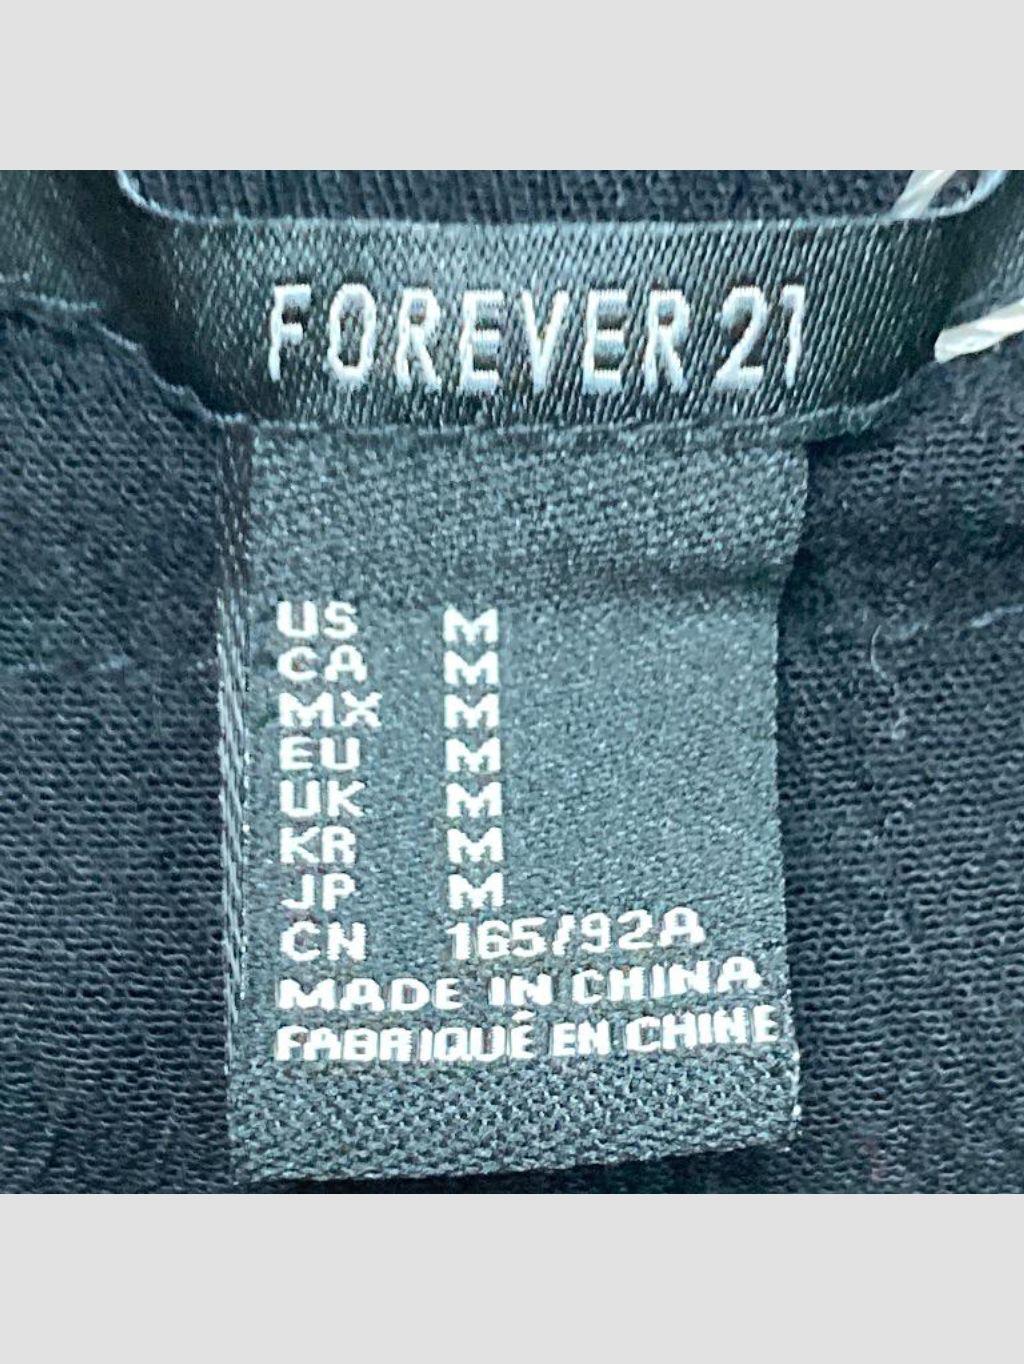 FOREVER 21
US M
CA M
MX M
EU M
UK M
KR M
JP M
CN 165/92A
MADE IN CHINA
FABRIQUÉ EN CHINE